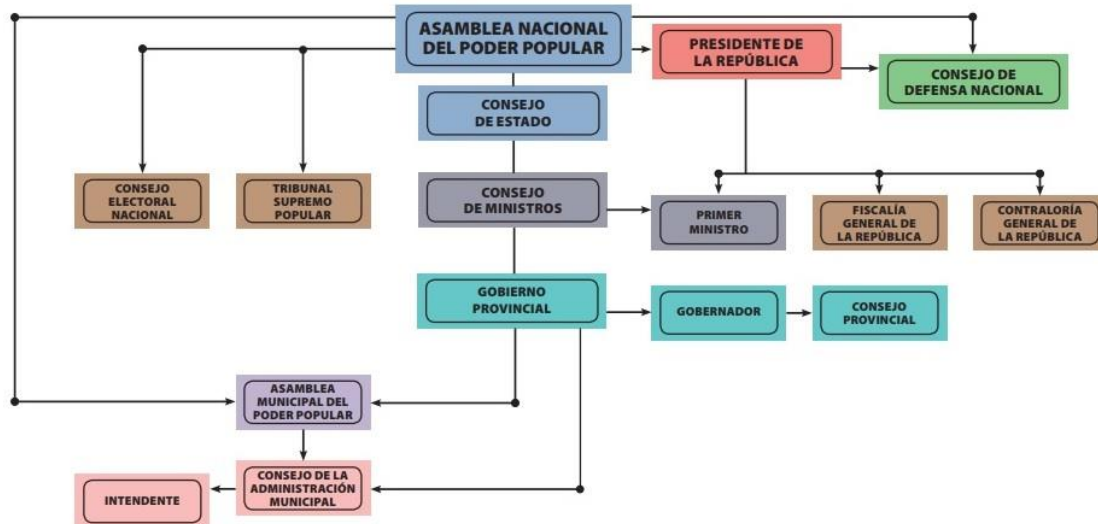 ASAMBLEA NACIONAL
DEL PODER POPULAR
PRESIDENTE DE
LA REPÚBLICA
CONSEJO DE
DEFENSA NACIONAL
CONSEJO
DE ESTADO
CONSEJO
ELECTORAL
NACIONAL
TRIBUNAL
SUPREMO
POPULAR
CONSEJO
DE MINISTROS
PRIMER
MINISTRO
FISCALÍA
GENERAL DE
LA REPÚBLICA
CONTRALORÍA
GENERAL DE
LA REPÚBLICA
GOBIERNO
PROVINCIAL
GOBERNADOR
CONSEJO
PROVINCIAL
ASAMBLEA
MUNICIPAL DEL
PODER POPULAR
CONSEJO DE LA
ADMINISTRACIÓN
MUNICIPAL
INTENDENTE